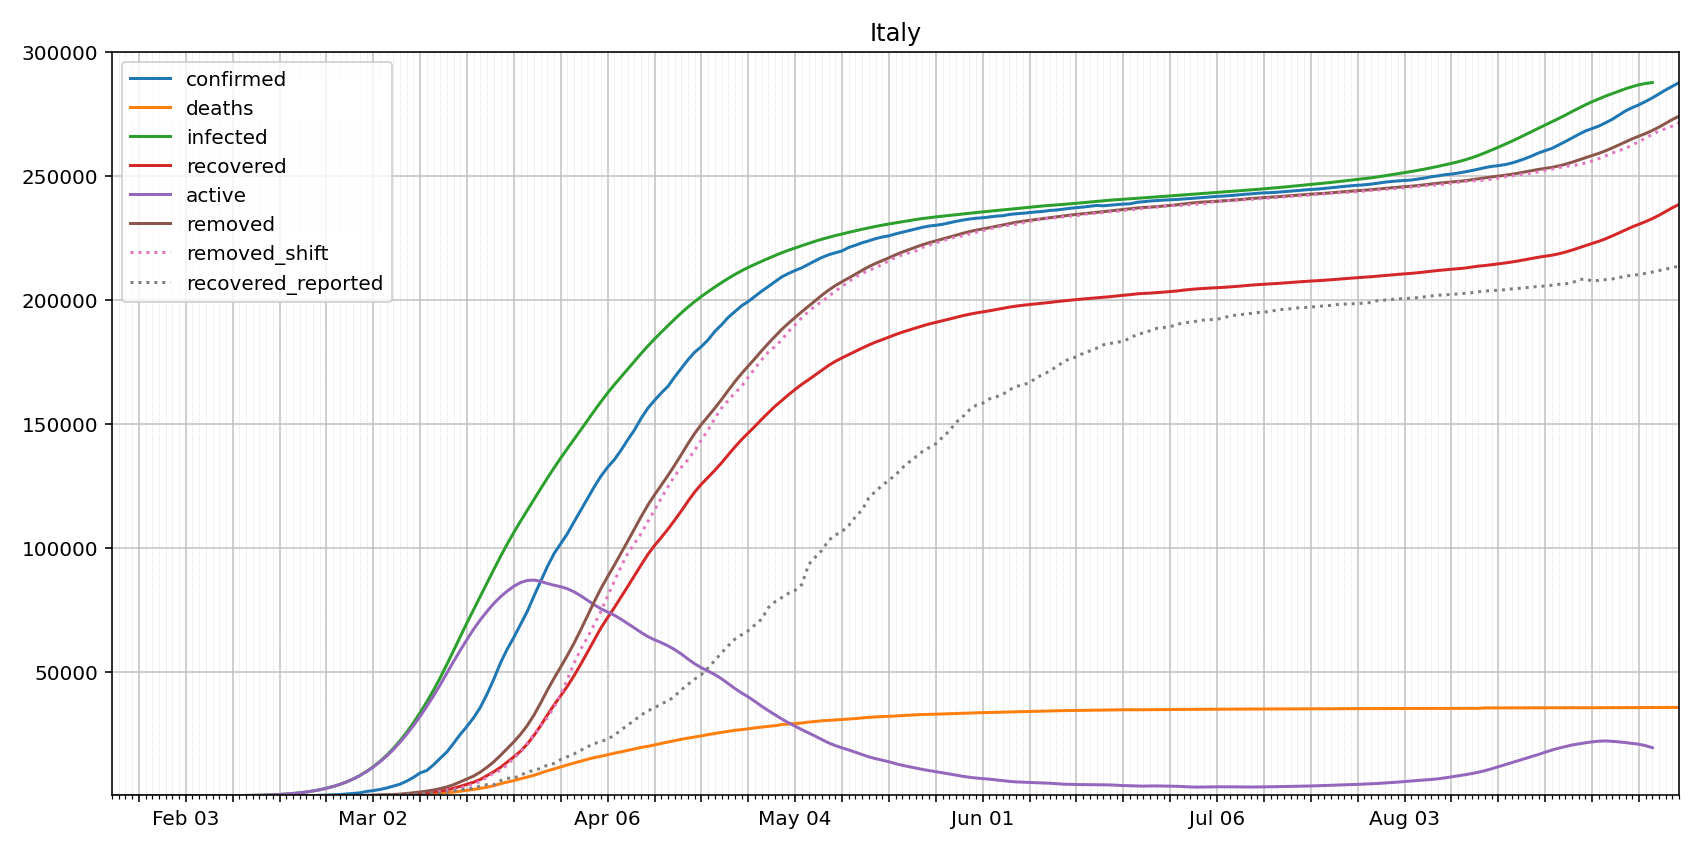 Italy
300000
250000
200000
150000
100000
50000
confirmed
deaths
infected
recovered
active
removed
removed_shift
recovered_reported
Feb 03
Mar 02
Apr 06
May 04
Jun 01
Jul 06
Aug 03